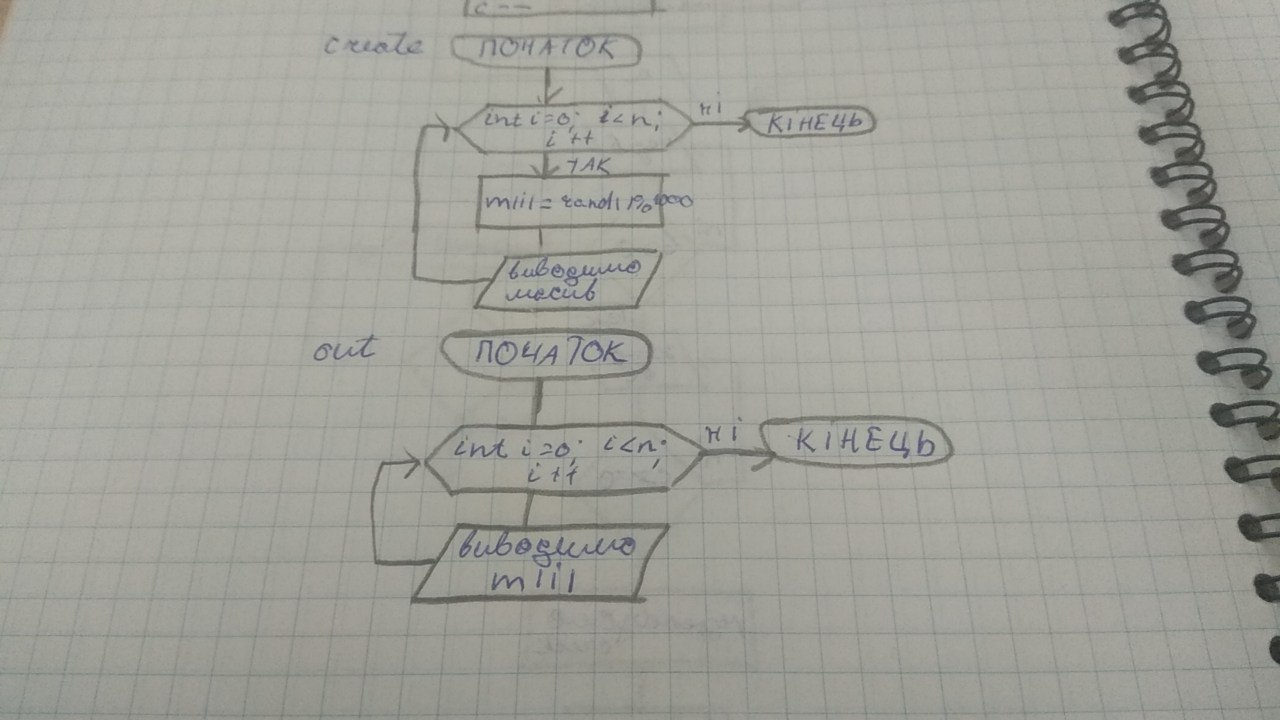 c--
create ПОЧАТОК
int i=0; i<n;
i++
ні
КІНЕЦЬ
ТАК
m[i] = rand()%1000
виводимо
масив
out ПОЧАТОК
int i=0; i<n;
i++
ні
КІНЕЦЬ
виводимо
m[i]